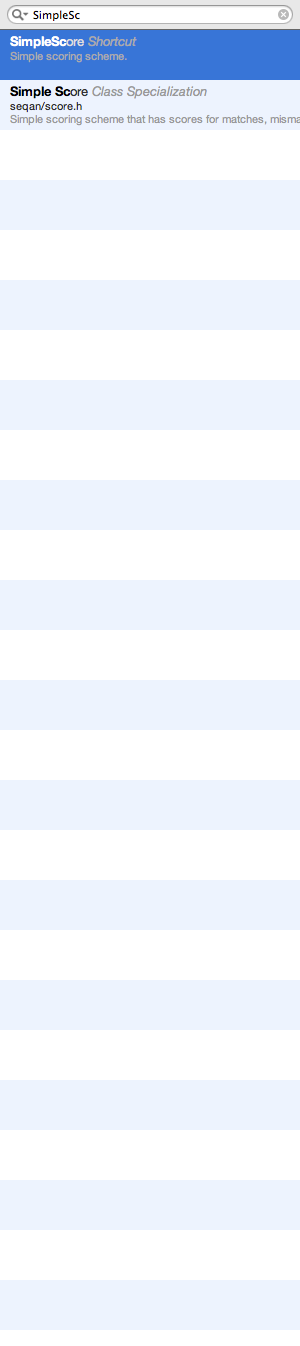 SimpleSc
SimpleScore Shortcut
Simple scoring scheme.
Simple Score Class Specialization
seqan/score.h
Simple scoring scheme that has scores for matches, misma